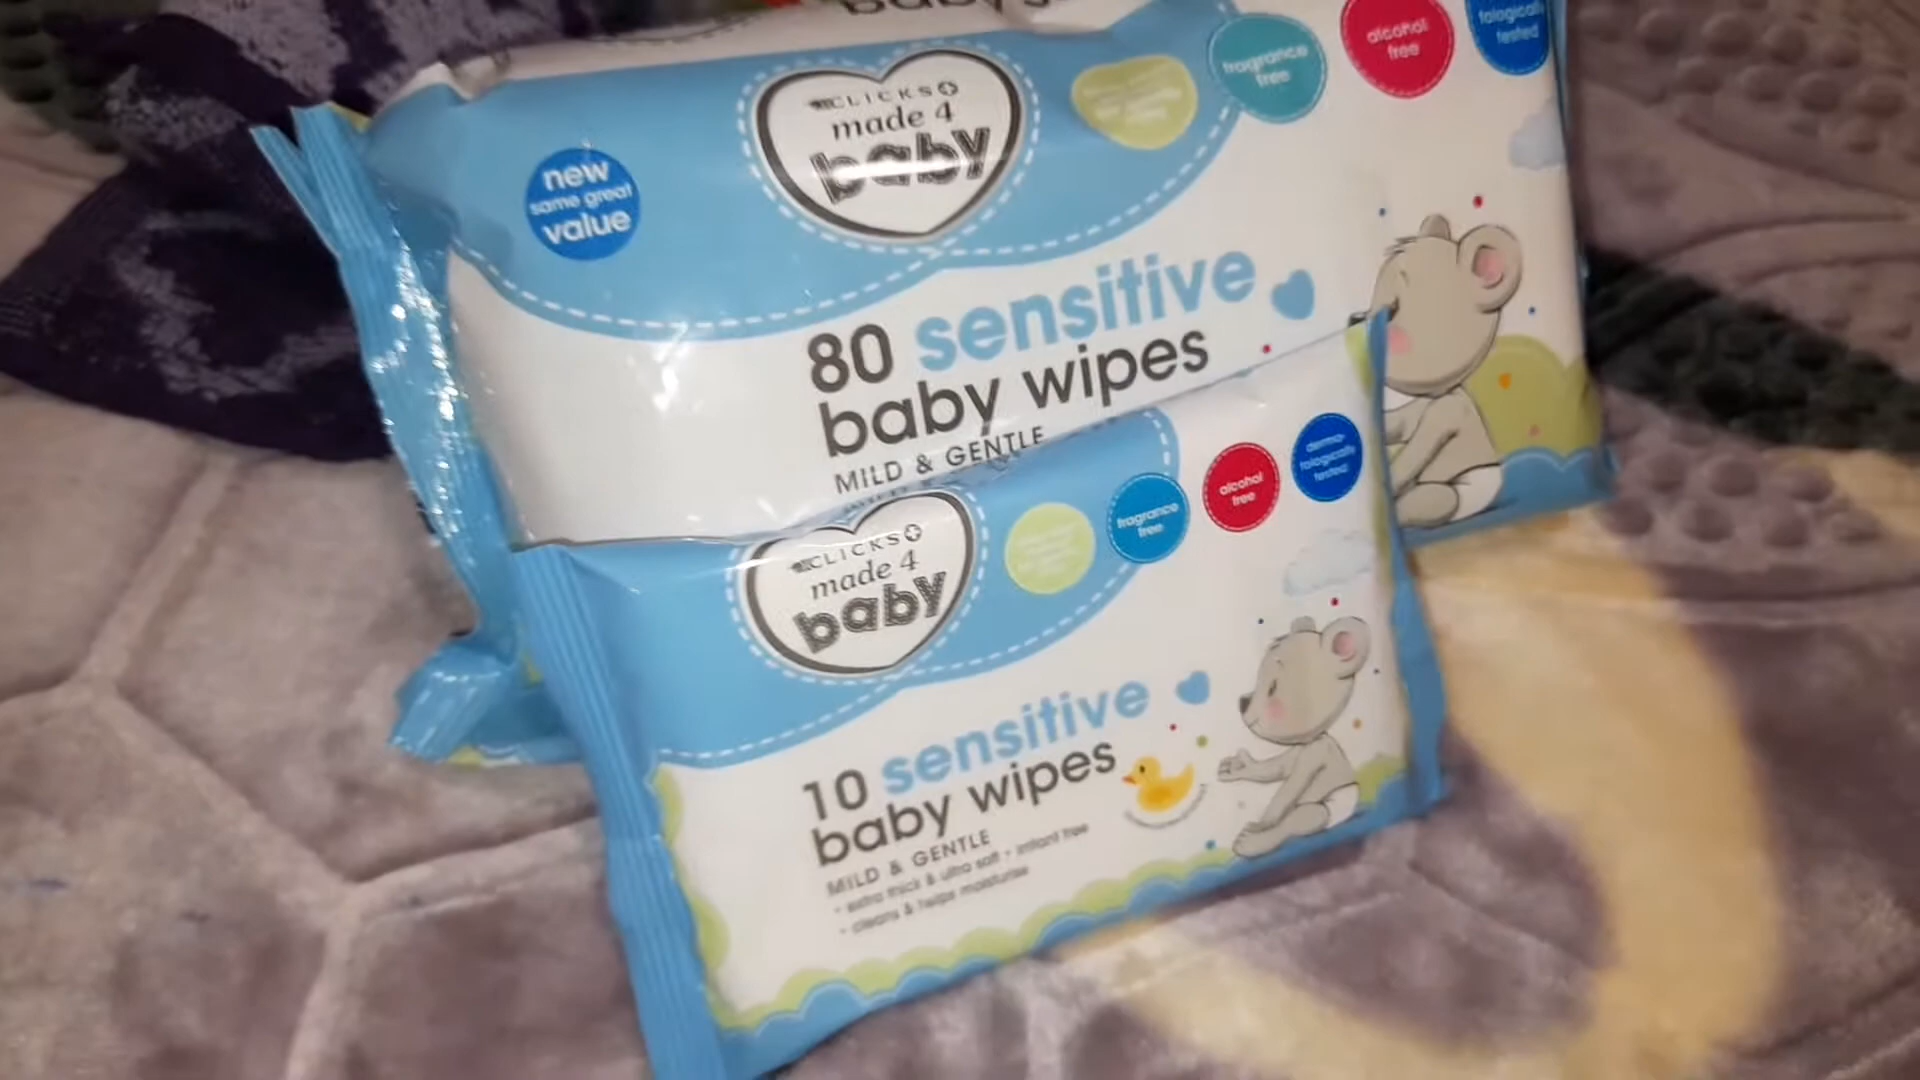 new
same great
value
CLICKS
made 4
baby
fragrance
free
alcohol
free
tologically
tested
80 sensitive
baby wipes
MILD & GENTLE
CLICKS
made 4
baby
fragrance
free
alcohol
free
derma-
tologically
tested
10 sensitive
baby wipes
MILD & GENTLE
• extra thick & ultra soft • lintant free
• cleans & helps moisturise